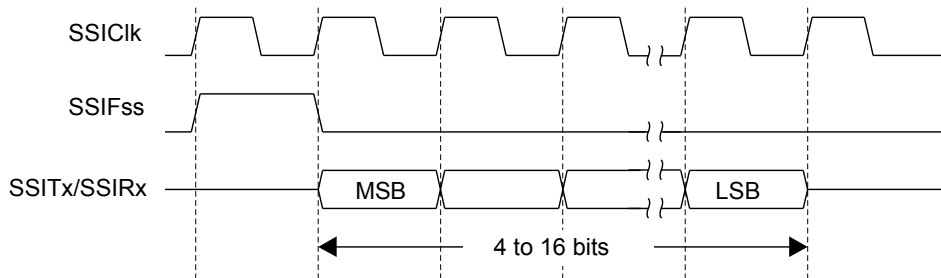 SSIClk
SSIFss
SSITx/SSIRx
MSB
LSB
4 to 16 bits